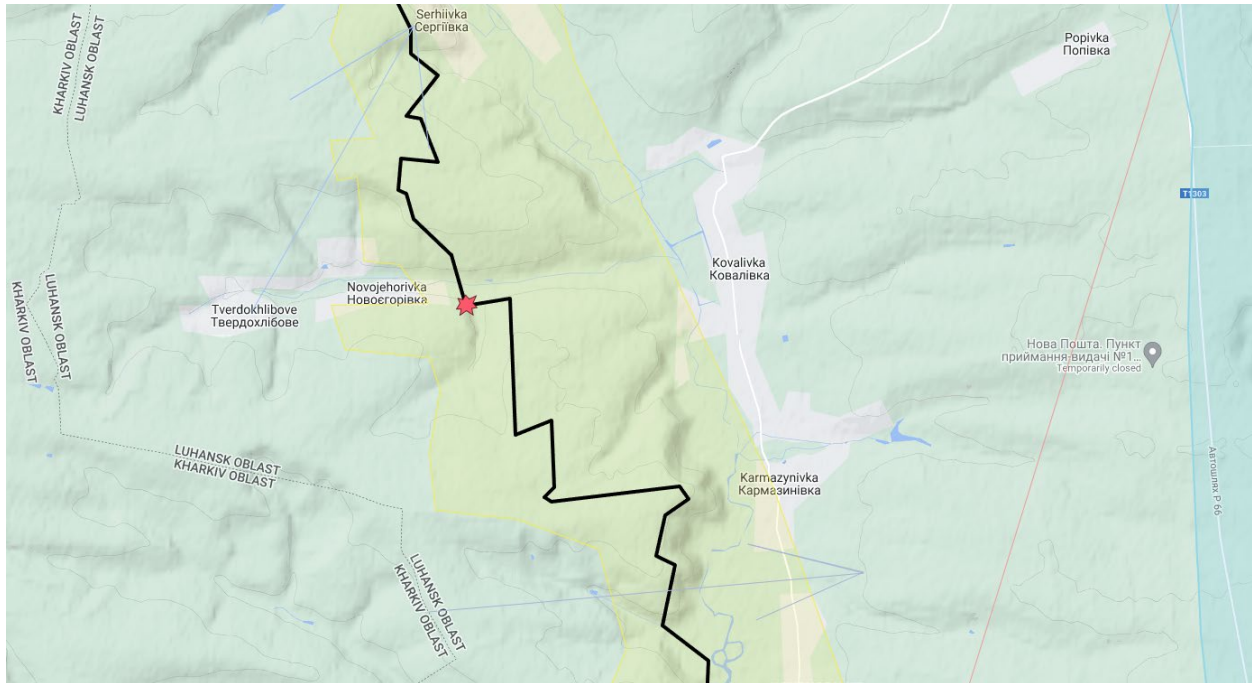 Serhiivka
Сергіївка
Popivka
Попівка
KHARKIV OBLAST
LUHANSK OBLAST
T1303
Kovalivka
Ковалівка
Novojehorivka
Новоєгорівка
Tverdokhlibove
Твердохлібове
LUHANSK OBLAST
KHARKIV OBLAST
Нова Пошта. Пункт
приймання-видачі №1...
Temporarily closed
LUHANSK OBLAST
KHARKIV OBLAST
Karmazynivka
Кармазинівка
Автошлях Р 66
LUHANSK OBLAST
KHARKIV OBLAST